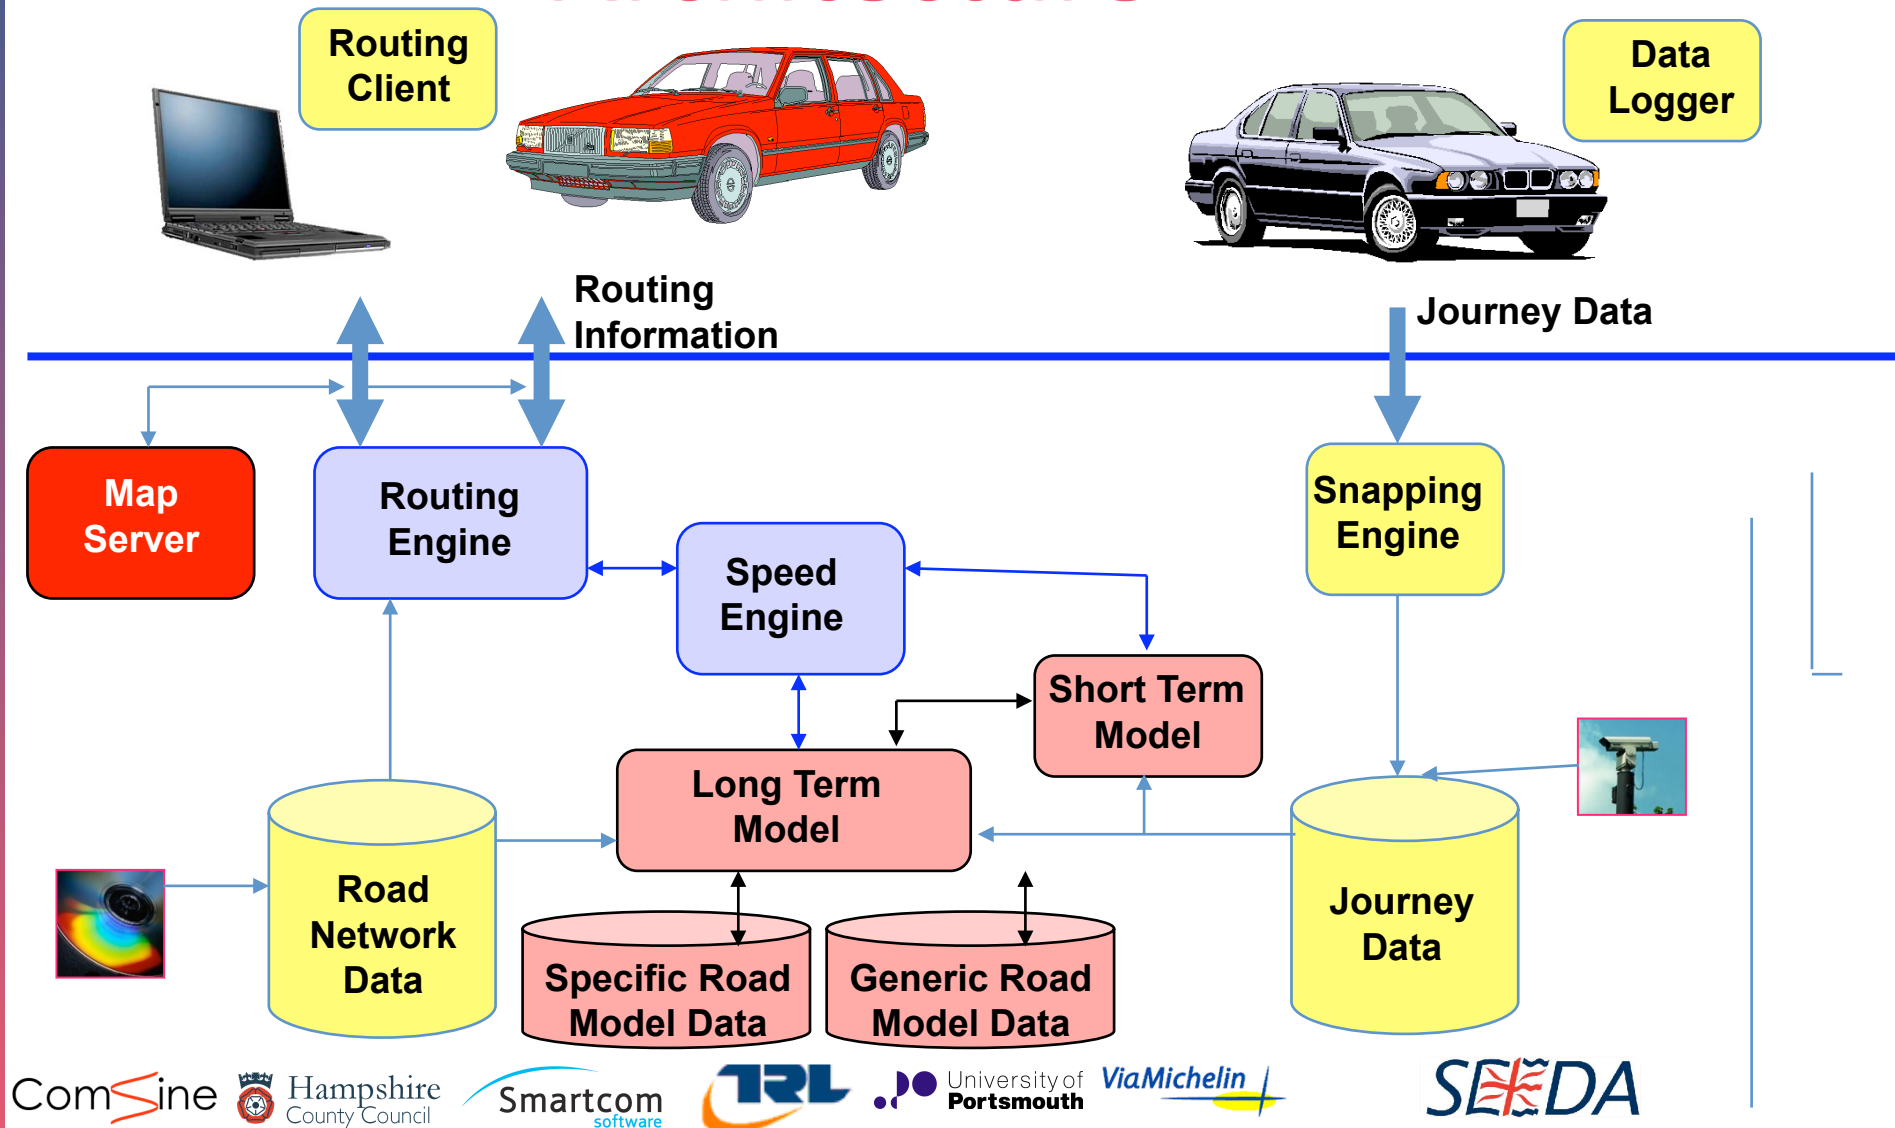 Routing
Client
Data
Logger
Routing
Information
Journey Data
Map
Server
Routing
Engine
Snapping
Engine
Speed
Engine
Short Term
Model
Long Term
Model
Road
Network
Data
Journey
Data
Specific Road
Model Data
Generic Road
Model Data
ComSine
Hampshire
County Council
Smartcom
software
TRL
University of
Portsmouth
ViaMichelin
SEEDA